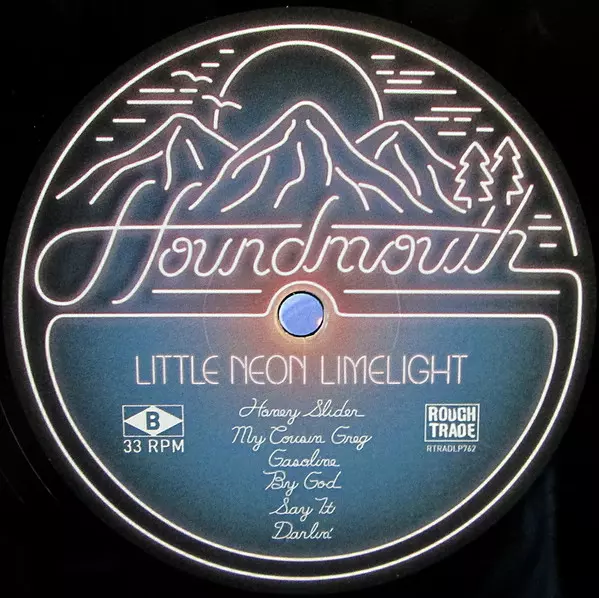 Houndmouth
LITTLE NEON LIMELIGHT
B
33 RPM
Honey Slider
My Cousin Greg
Gasoline
By God
Say It
Darlin'
ROUGH
TRADE
RTRADLP762